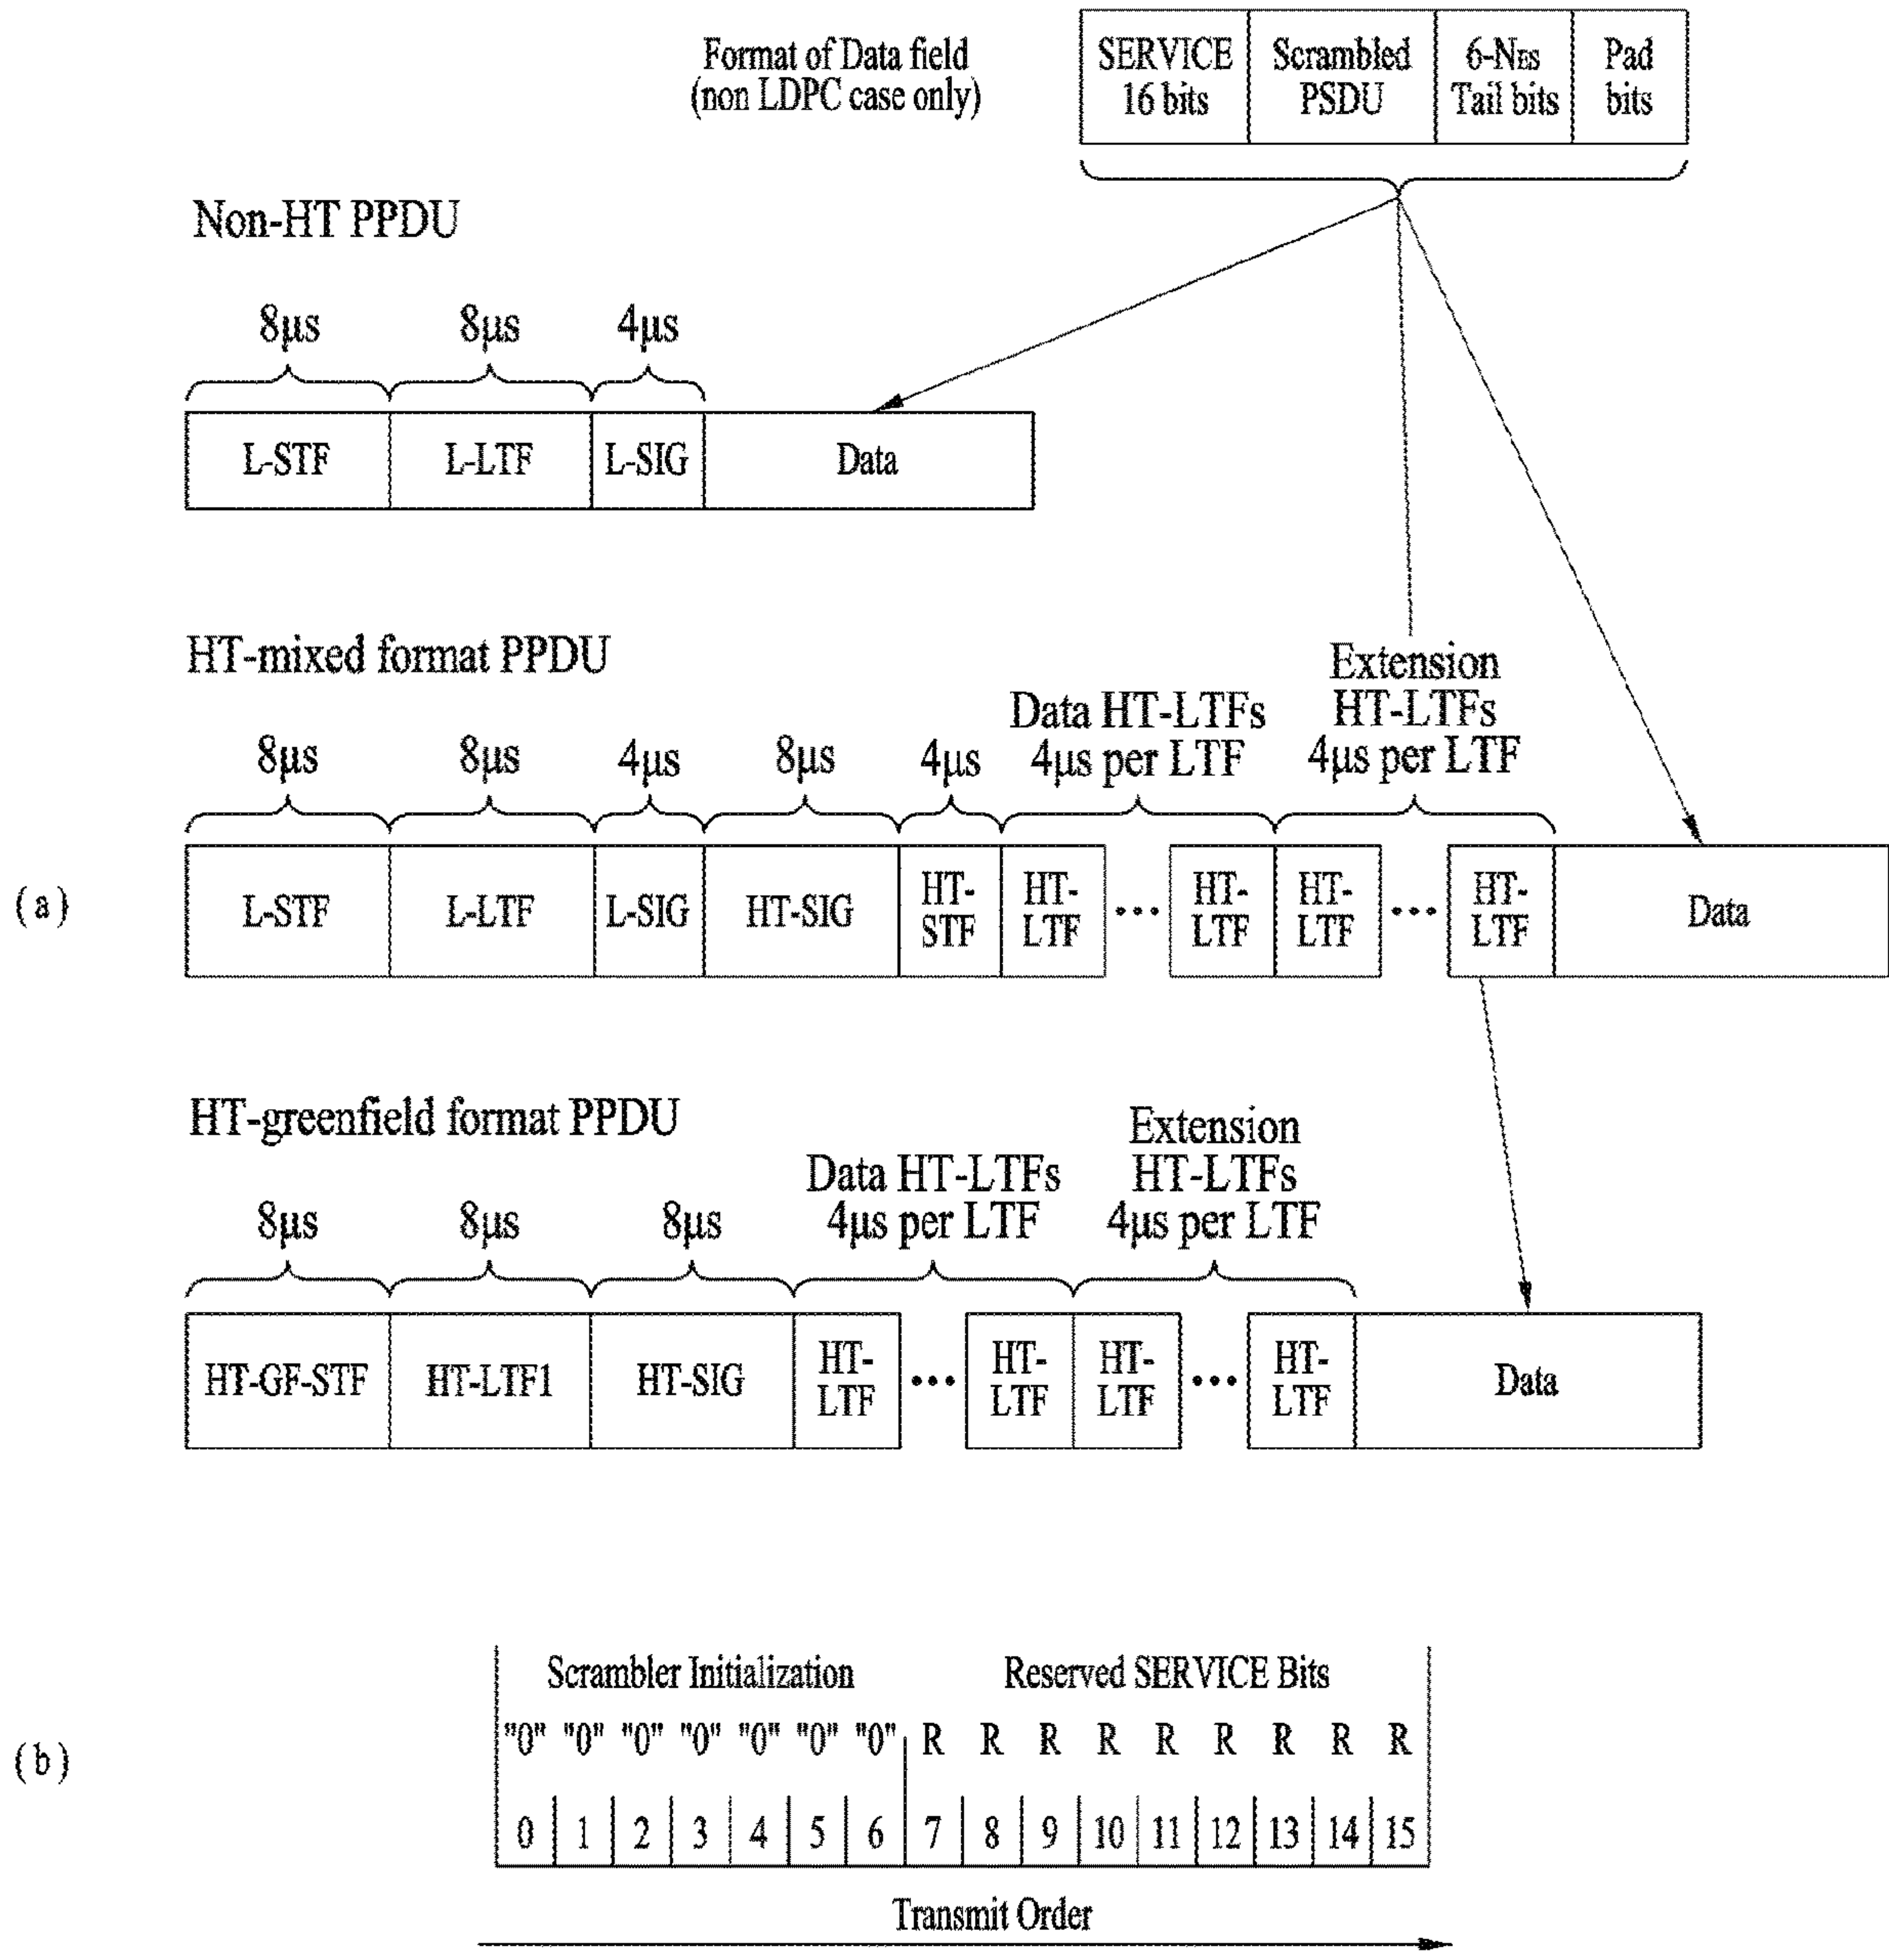 Format of Data field
(non LDPC case only)
SERVICE
16 bits
Scrambled
PSDU
6-NES
Tail bits
Pad
bits
Non-HT PPDU
8μs
8μs
4μs
L-STF
L-LTF
L-SIG
Data
HT-mixed format PPDU
8μs
8μs
4μs
8μs
4μs
Data HT-LTFs
4μs per LTF
Extension
HT-LTFs
4μs per LTF
(a)
L-STF
L-LTF
L-SIG
HT-SIG
HT-
STF
HT-
LTF
...
HT-
LTF
HT-
LTF
...
HT-
LTF
Data
HT-greenfield format PPDU
8μs
8μs
8μs
Data HT-LTFs
4μs per LTF
Extension
HT-LTFs
4μs per LTF
HT-GF-STF
HT-LTF1
HT-SIG
HT-
LTF
...
HT-
LTF
HT-
LTF
...
HT-
LTF
Data
(b)
Scrambler Initialization
Reserved SERVICE Bits
"0" "0" "0" "0" "0" "0" "0" R R R R R R R R R
0 1 2 3 4 5 6 7 8 9 10 11 12 13 14 15
Transmit Order